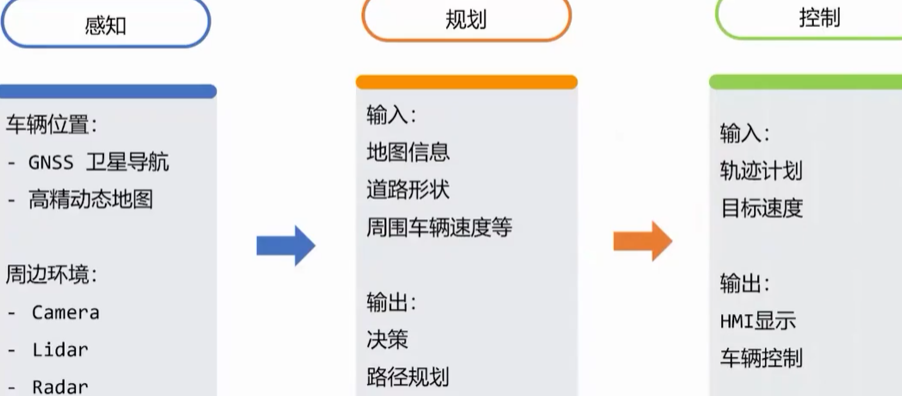 感知
车辆位置:
- GNSS 卫星导航
- 高精动态地图
周边环境:
- Camera
- Lidar
- Radar
规划
输入:
地图信息
道路形状
周围车辆速度等
输出:
决策
路径规划
控制
输入:
轨迹计划
目标速度
输出:
HMI显示
车辆控制